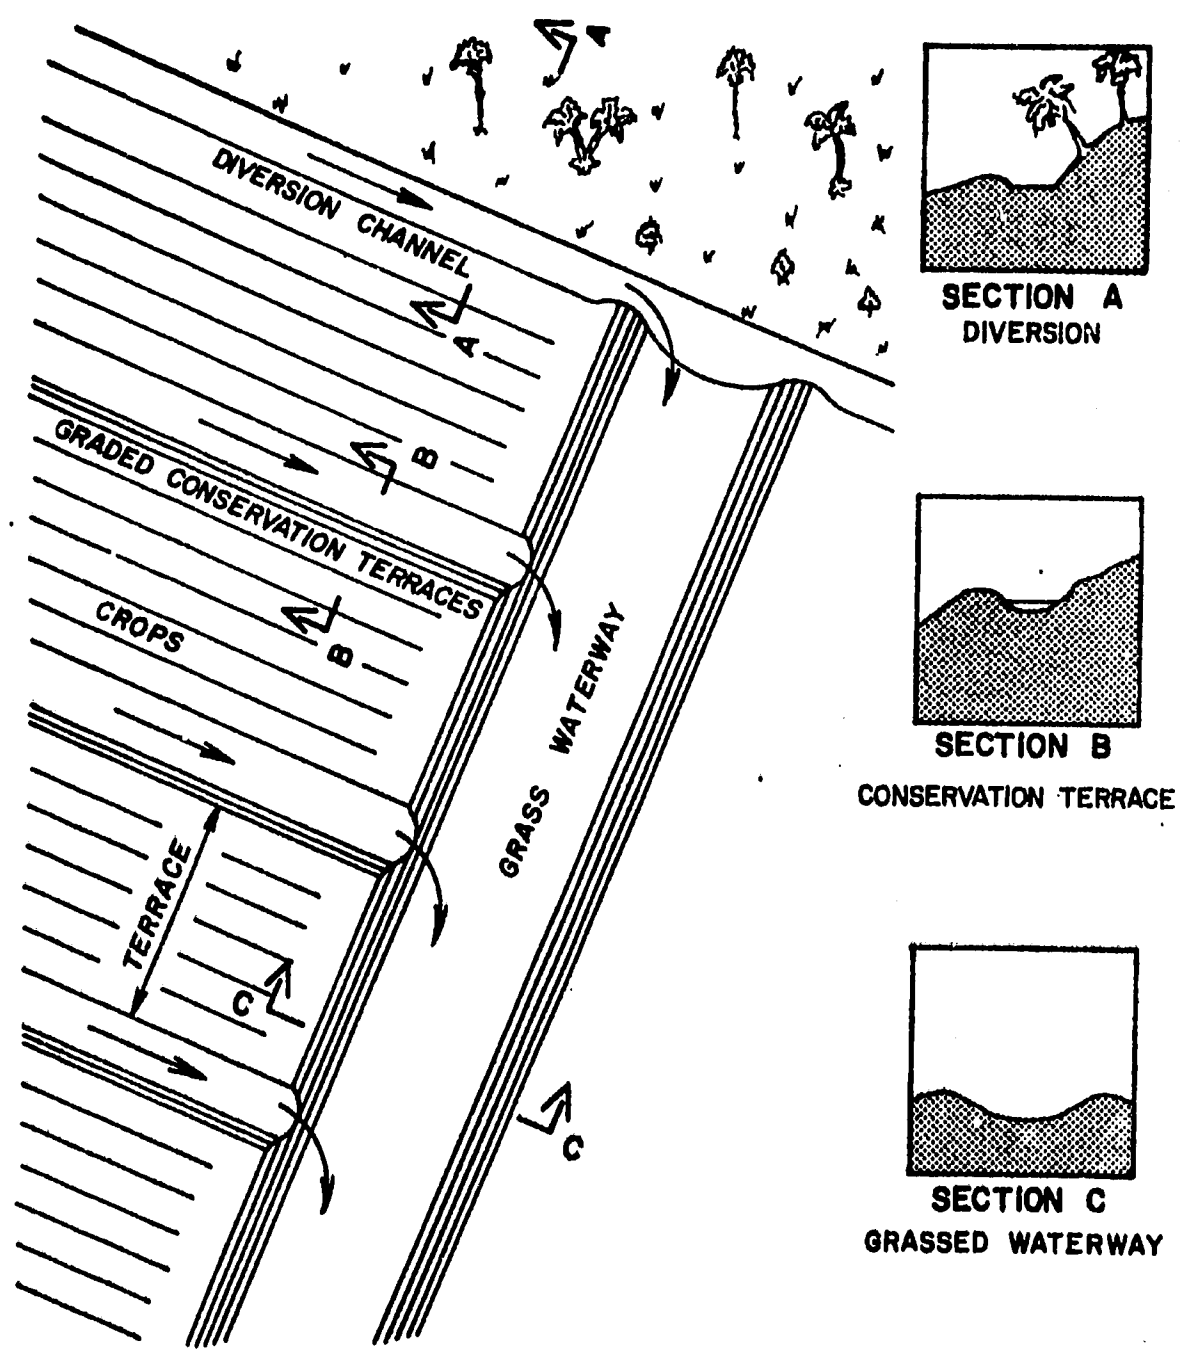 A
DIVERSION CHANNEL
A
B
GRADED CONSERVATION TERRACES
B
CROPS
GRASS WATERWAY
TERRACE
C
C
SECTION A
DIVERSION
SECTION B
CONSERVATION TERRACE
SECTION C
GRASSED WATERWAY